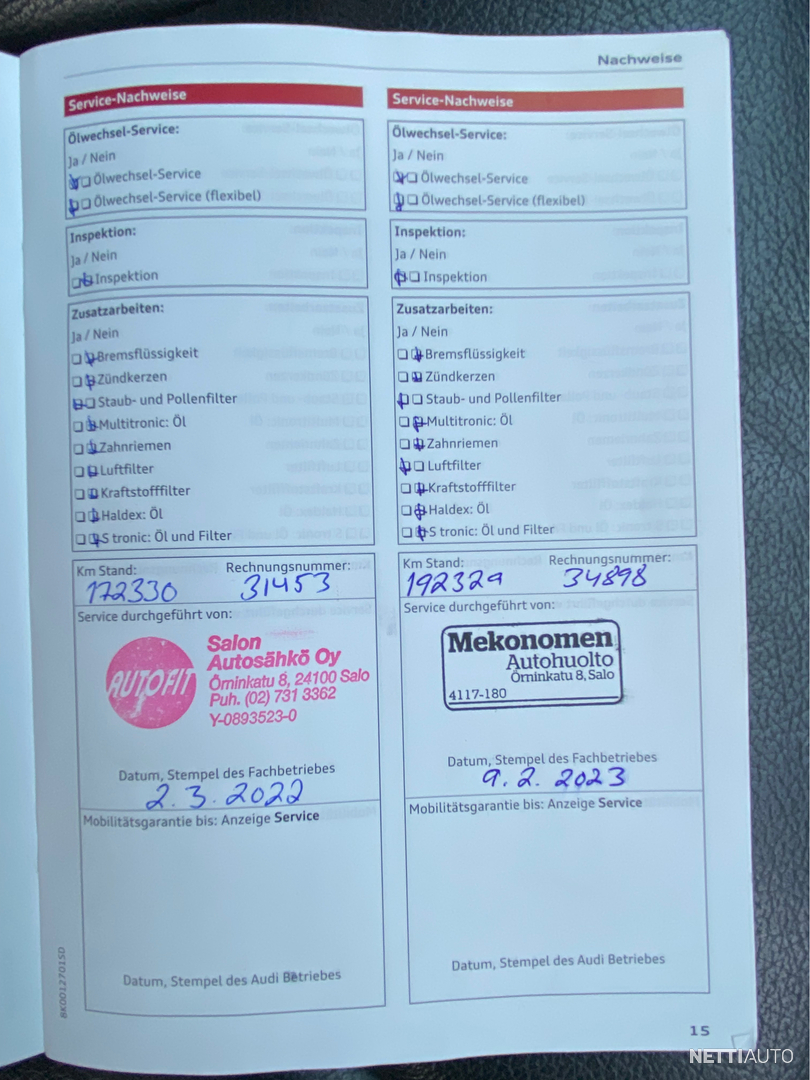 Nachweise
Service-Nachweise
Ölwechsel-Service:
Ja / Nein
Ölwechsel-Service
Ölwechsel-Service (flexibel)
Inspektion:
Ja / Nein
Inspektion
Zusatzarbeiten:
Ja / Nein
Bremsflüssigkeit
Zündkerzen
Staub- und Pollenfilter
Multitronic: Öl
Zahnriemen
Luftfilter
Kraftstofffilter
Haldex: Öl
S tronic: Öl und Filter
Km Stand: Rechnungsnummer:
172330 31453
Service durchgeführt von:
AUTOFIT
Salon
Autosähkö Oy
Örninkatu 8, 24100 Salo
Puh. (02) 731 3362
Y-0893523-0
Datum, Stempel des Fachbetriebes
2.3.2022
Mobilitätsgarantie bis: Anzeige Service
Datum, Stempel des Audi Betriebes
Service-Nachweise
Ölwechsel-Service:
Ja / Nein
Ölwechsel-Service
Ölwechsel-Service (flexibel)
Inspektion:
Ja / Nein
Inspektion
Zusatzarbeiten:
Ja / Nein
Bremsflüssigkeit
Zündkerzen
Staub- und Pollenfilter
Multitronic: Öl
Zahnriemen
Luftfilter
Kraftstofffilter
Haldex: Öl
S tronic: Öl und Filter
Km Stand: Rechnungsnummer:
192329 34898
Service durchgeführt von:
Mekonomen
Autohuolto
Örninkatu 8, Salo
4117-180
Datum, Stempel des Fachbetriebes
9.2.2023
Mobilitätsgarantie bis: Anzeige Service
Datum, Stempel des Audi Betriebes
BK0012701SD
15
NETTIAUTO